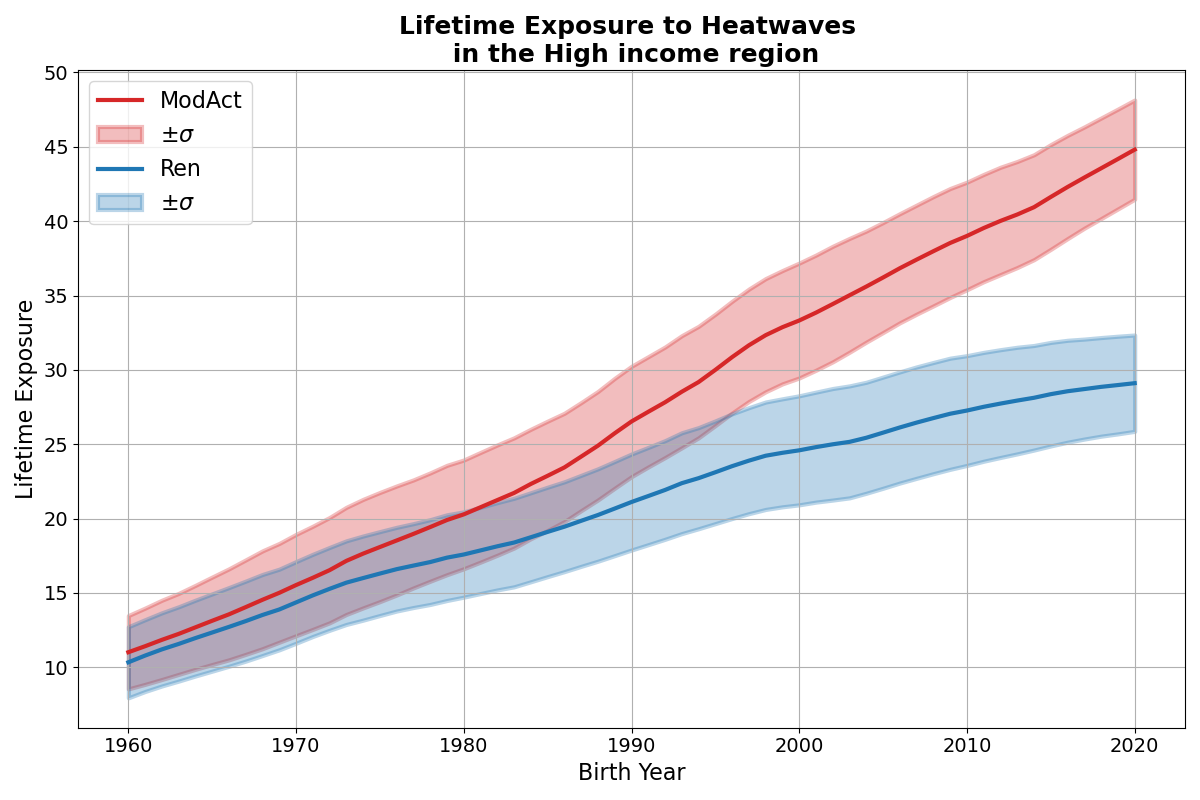 Lifetime Exposure to Heatwaves
in the High income region
ModAct
±σ
Ren
±σ
Lifetime Exposure
50
45
40
35
30
25
20
15
10
1960 1970 1980 1990 2000 2010 2020
Birth Year